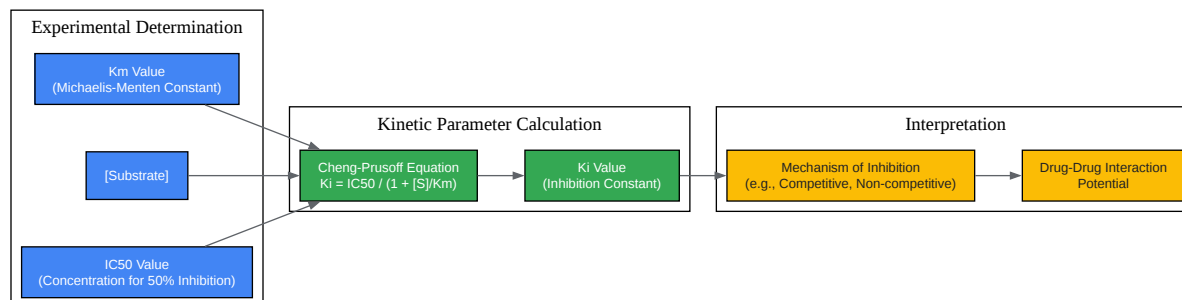 Experimental Determination
Km Value
(Michaelis-Menten Constant)
[Substrate]
IC50 Value
(Concentration for 50% Inhibition)
Kinetic Parameter Calculation
Cheng-Prusoff Equation
Ki = IC50 / (1 + [S]/Km)
Ki Value
(Inhibition Constant)
Interpretation
Mechanism of Inhibition
(e.g., Competitive, Non-competitive)
Drug-Drug Interaction
Potential